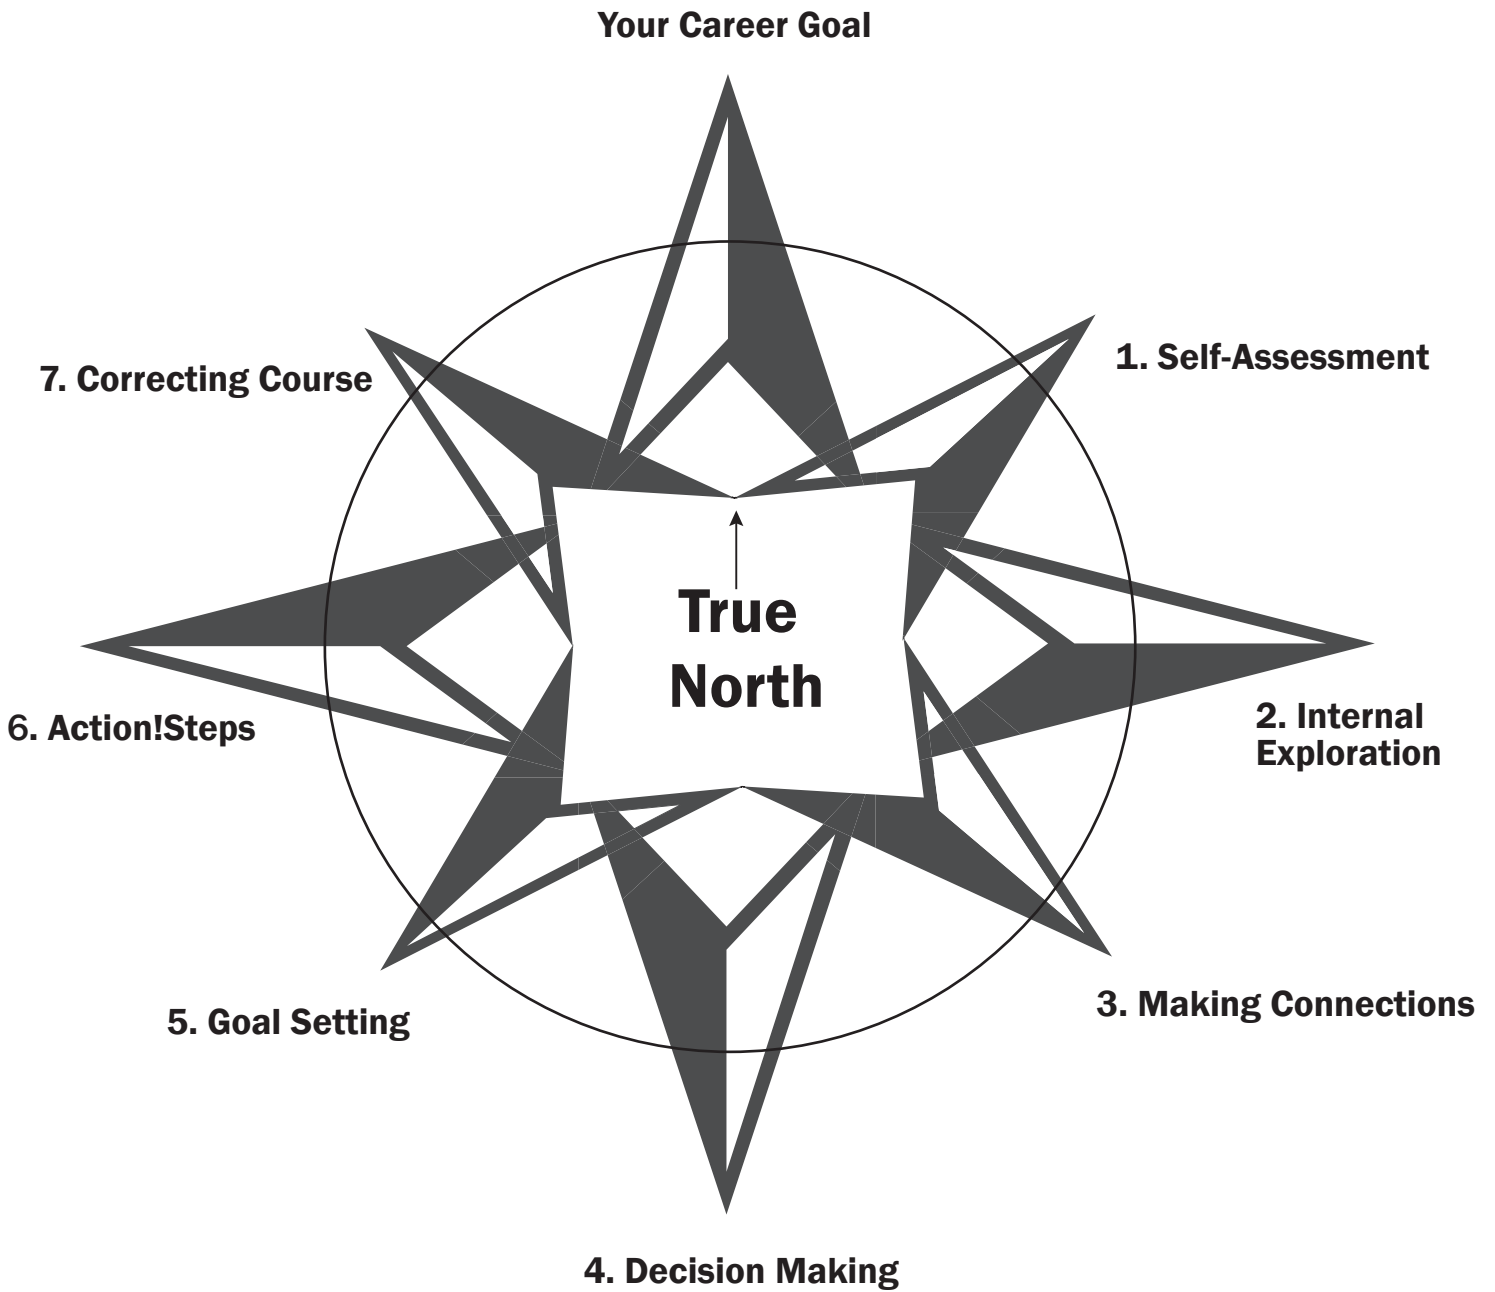 Your Career Goal
1. Self-Assessment
7. Correcting Course
True
North
2. Internal
Exploration
6. Action!Steps
3. Making Connections
5. Goal Setting
4. Decision Making